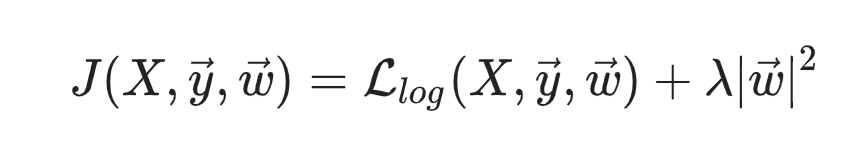 $J(X, \vec{y}, \vec{w}) = \mathcal{L}_{log}(X, \vec{y}, \vec{w}) + \lambda|\vec{w}|^2$